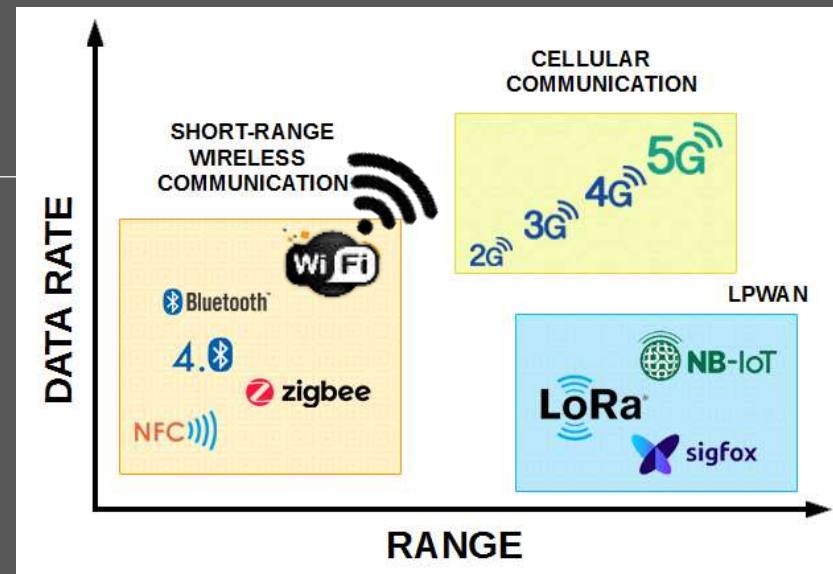 CELLULAR
COMMUNICATION
SHORT-RANGE
WIRELESS
COMMUNICATION
5G
4G
3G
2G
WiFi
Bluetooth
4.0
zigbee
NFC
LPWAN
NB-IoT
LoRa
sigfox
DATA RATE
RANGE